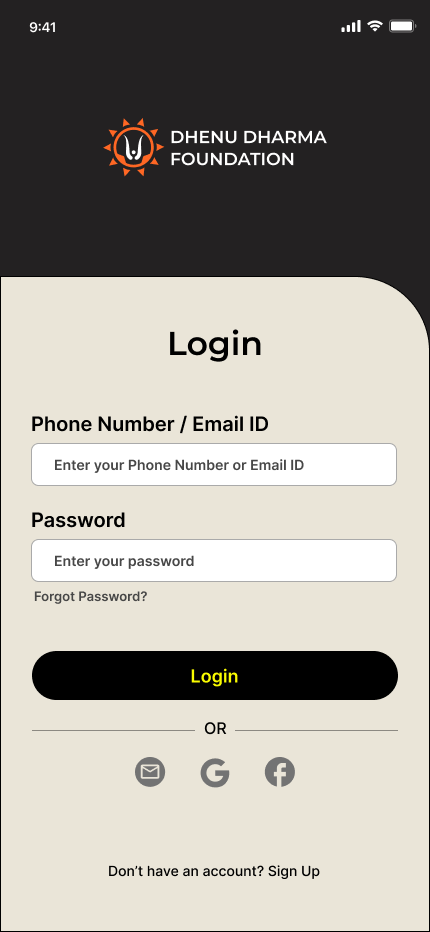 9:41
DHENU DHARMA
FOUNDATION
Login
Phone Number / Email ID
Enter your Phone Number or Email ID
Password
Enter your password
Forgot Password?
Login
OR
Don’t have an account? Sign Up